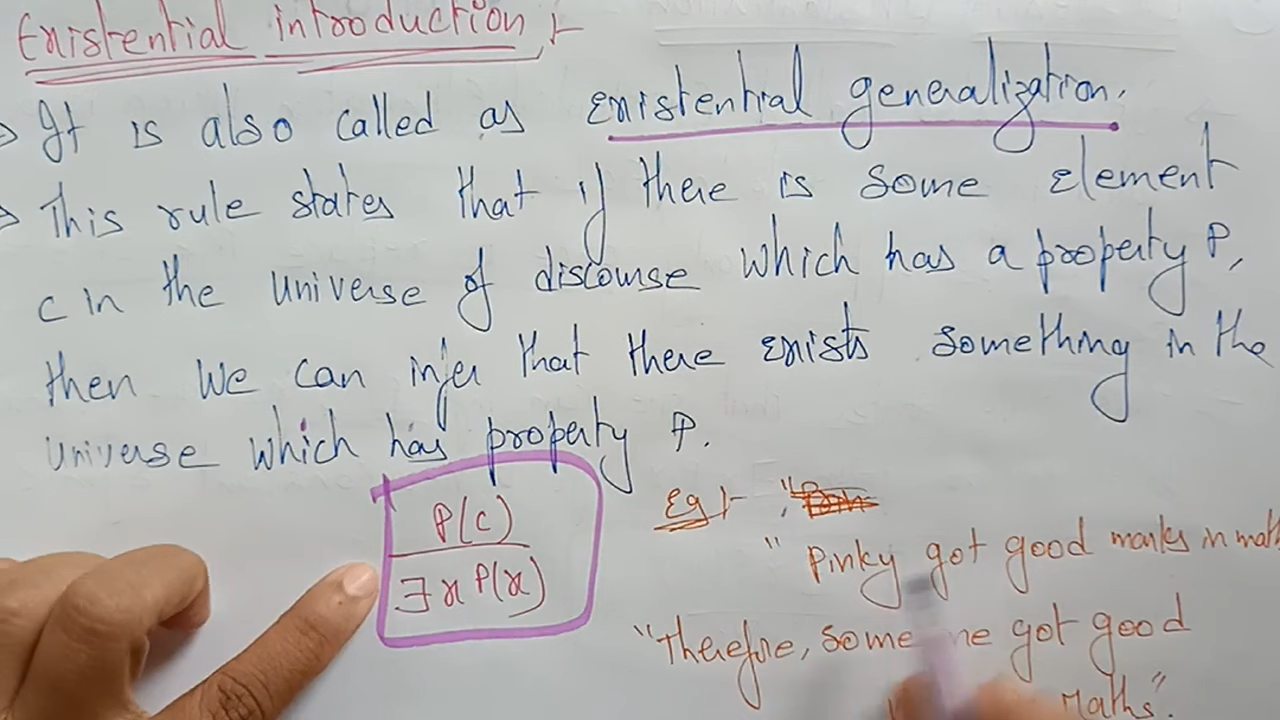 Existential introduction :-
It is also called as existential generalization.
This rule states that if there is some element
c in the universe of discourse which has a property P,
then we can infer that there exists something in the
universe which has property P.
P(c)
∃x P(x)
Eg :- "
" Pinky got good marks in math
"Therefore, some ne got good
maths".